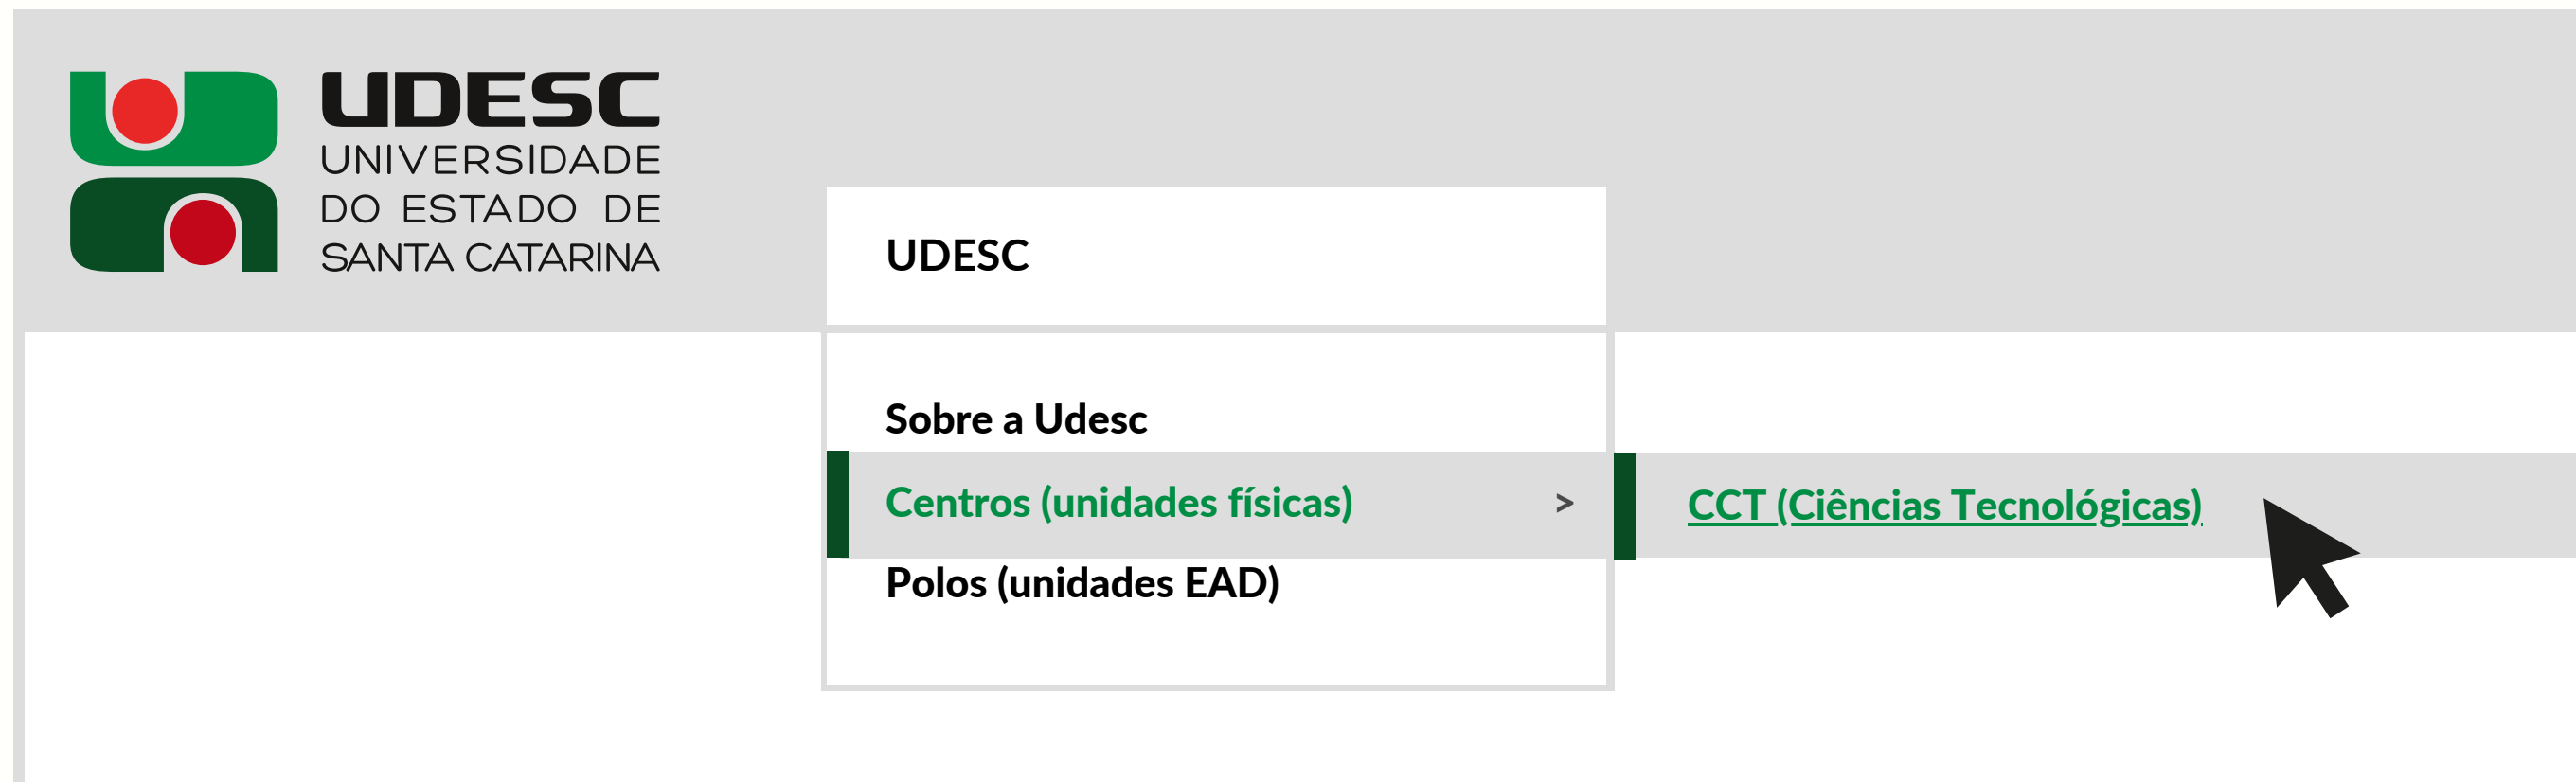 UDESC
UNIVERSIDADE
DO ESTADO DE
SANTA CATARINA
UDESC
Sobre a Udesc
Centros (unidades físicas) >
CCT (Ciências Tecnológicas)
Polos (unidades EAD)